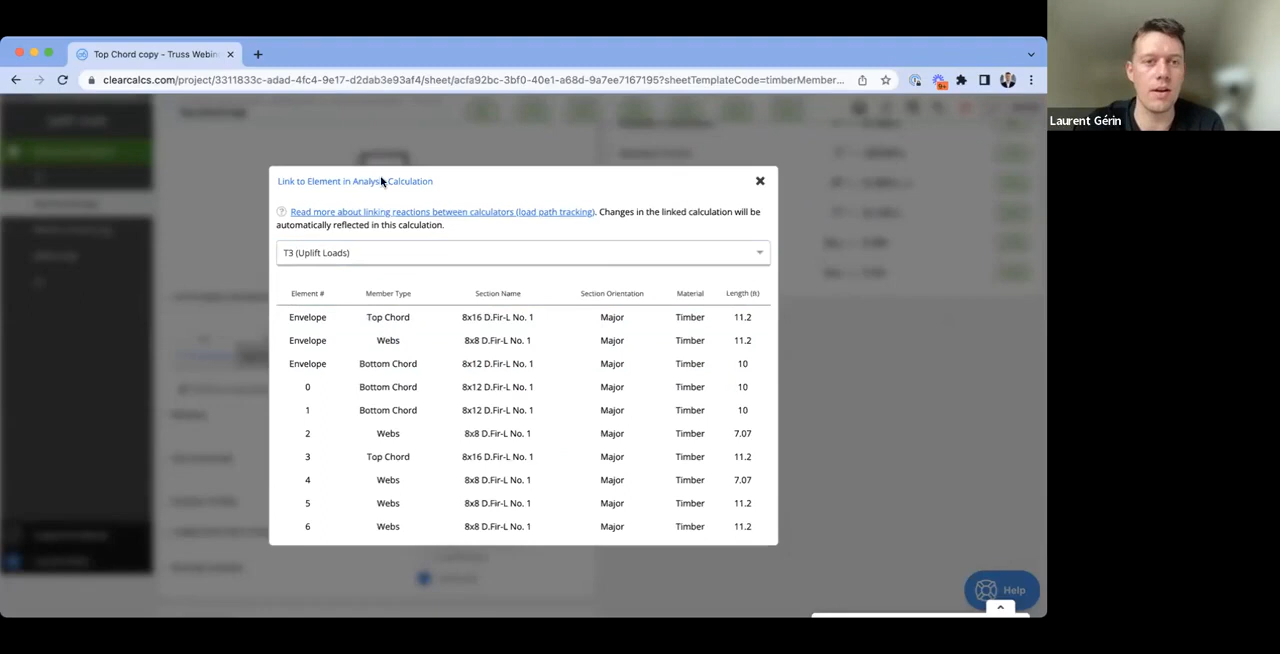 Top Chord copy - Truss Webin
clearcalcs.com/project/3311833c-adad-4fc4-9e17-d2dab3e93af4/sheet/acfa92bc-3bf0-40e1-a68d-9a7ee7167195?sheetTemplateCode=timberMember...
9+
Laurent Gérin
Link to Element in Analysis Calculation
Read more about linking reactions between calculators (load path tracking). Changes in the linked calculation will be
automatically reflected in this calculation.
T3 (Uplift Loads)
Element # Member Type Section Name Section Orientation Material Length (ft)
Envelope Top Chord 8x16 D.Fir-L No. 1 Major Timber 11.2
Envelope Webs 8x8 D.Fir-L No. 1 Major Timber 11.2
Envelope Bottom Chord 8x12 D.Fir-L No. 1 Major Timber 10
0 Bottom Chord 8x12 D.Fir-L No. 1 Major Timber 10
1 Bottom Chord 8x12 D.Fir-L No. 1 Major Timber 10
2 Webs 8x8 D.Fir-L No. 1 Major Timber 7.07
3 Top Chord 8x16 D.Fir-L No. 1 Major Timber 11.2
4 Webs 8x8 D.Fir-L No. 1 Major Timber 7.07
5 Webs 8x8 D.Fir-L No. 1 Major Timber 11.2
6 Webs 8x8 D.Fir-L No. 1 Major Timber 11.2
Help